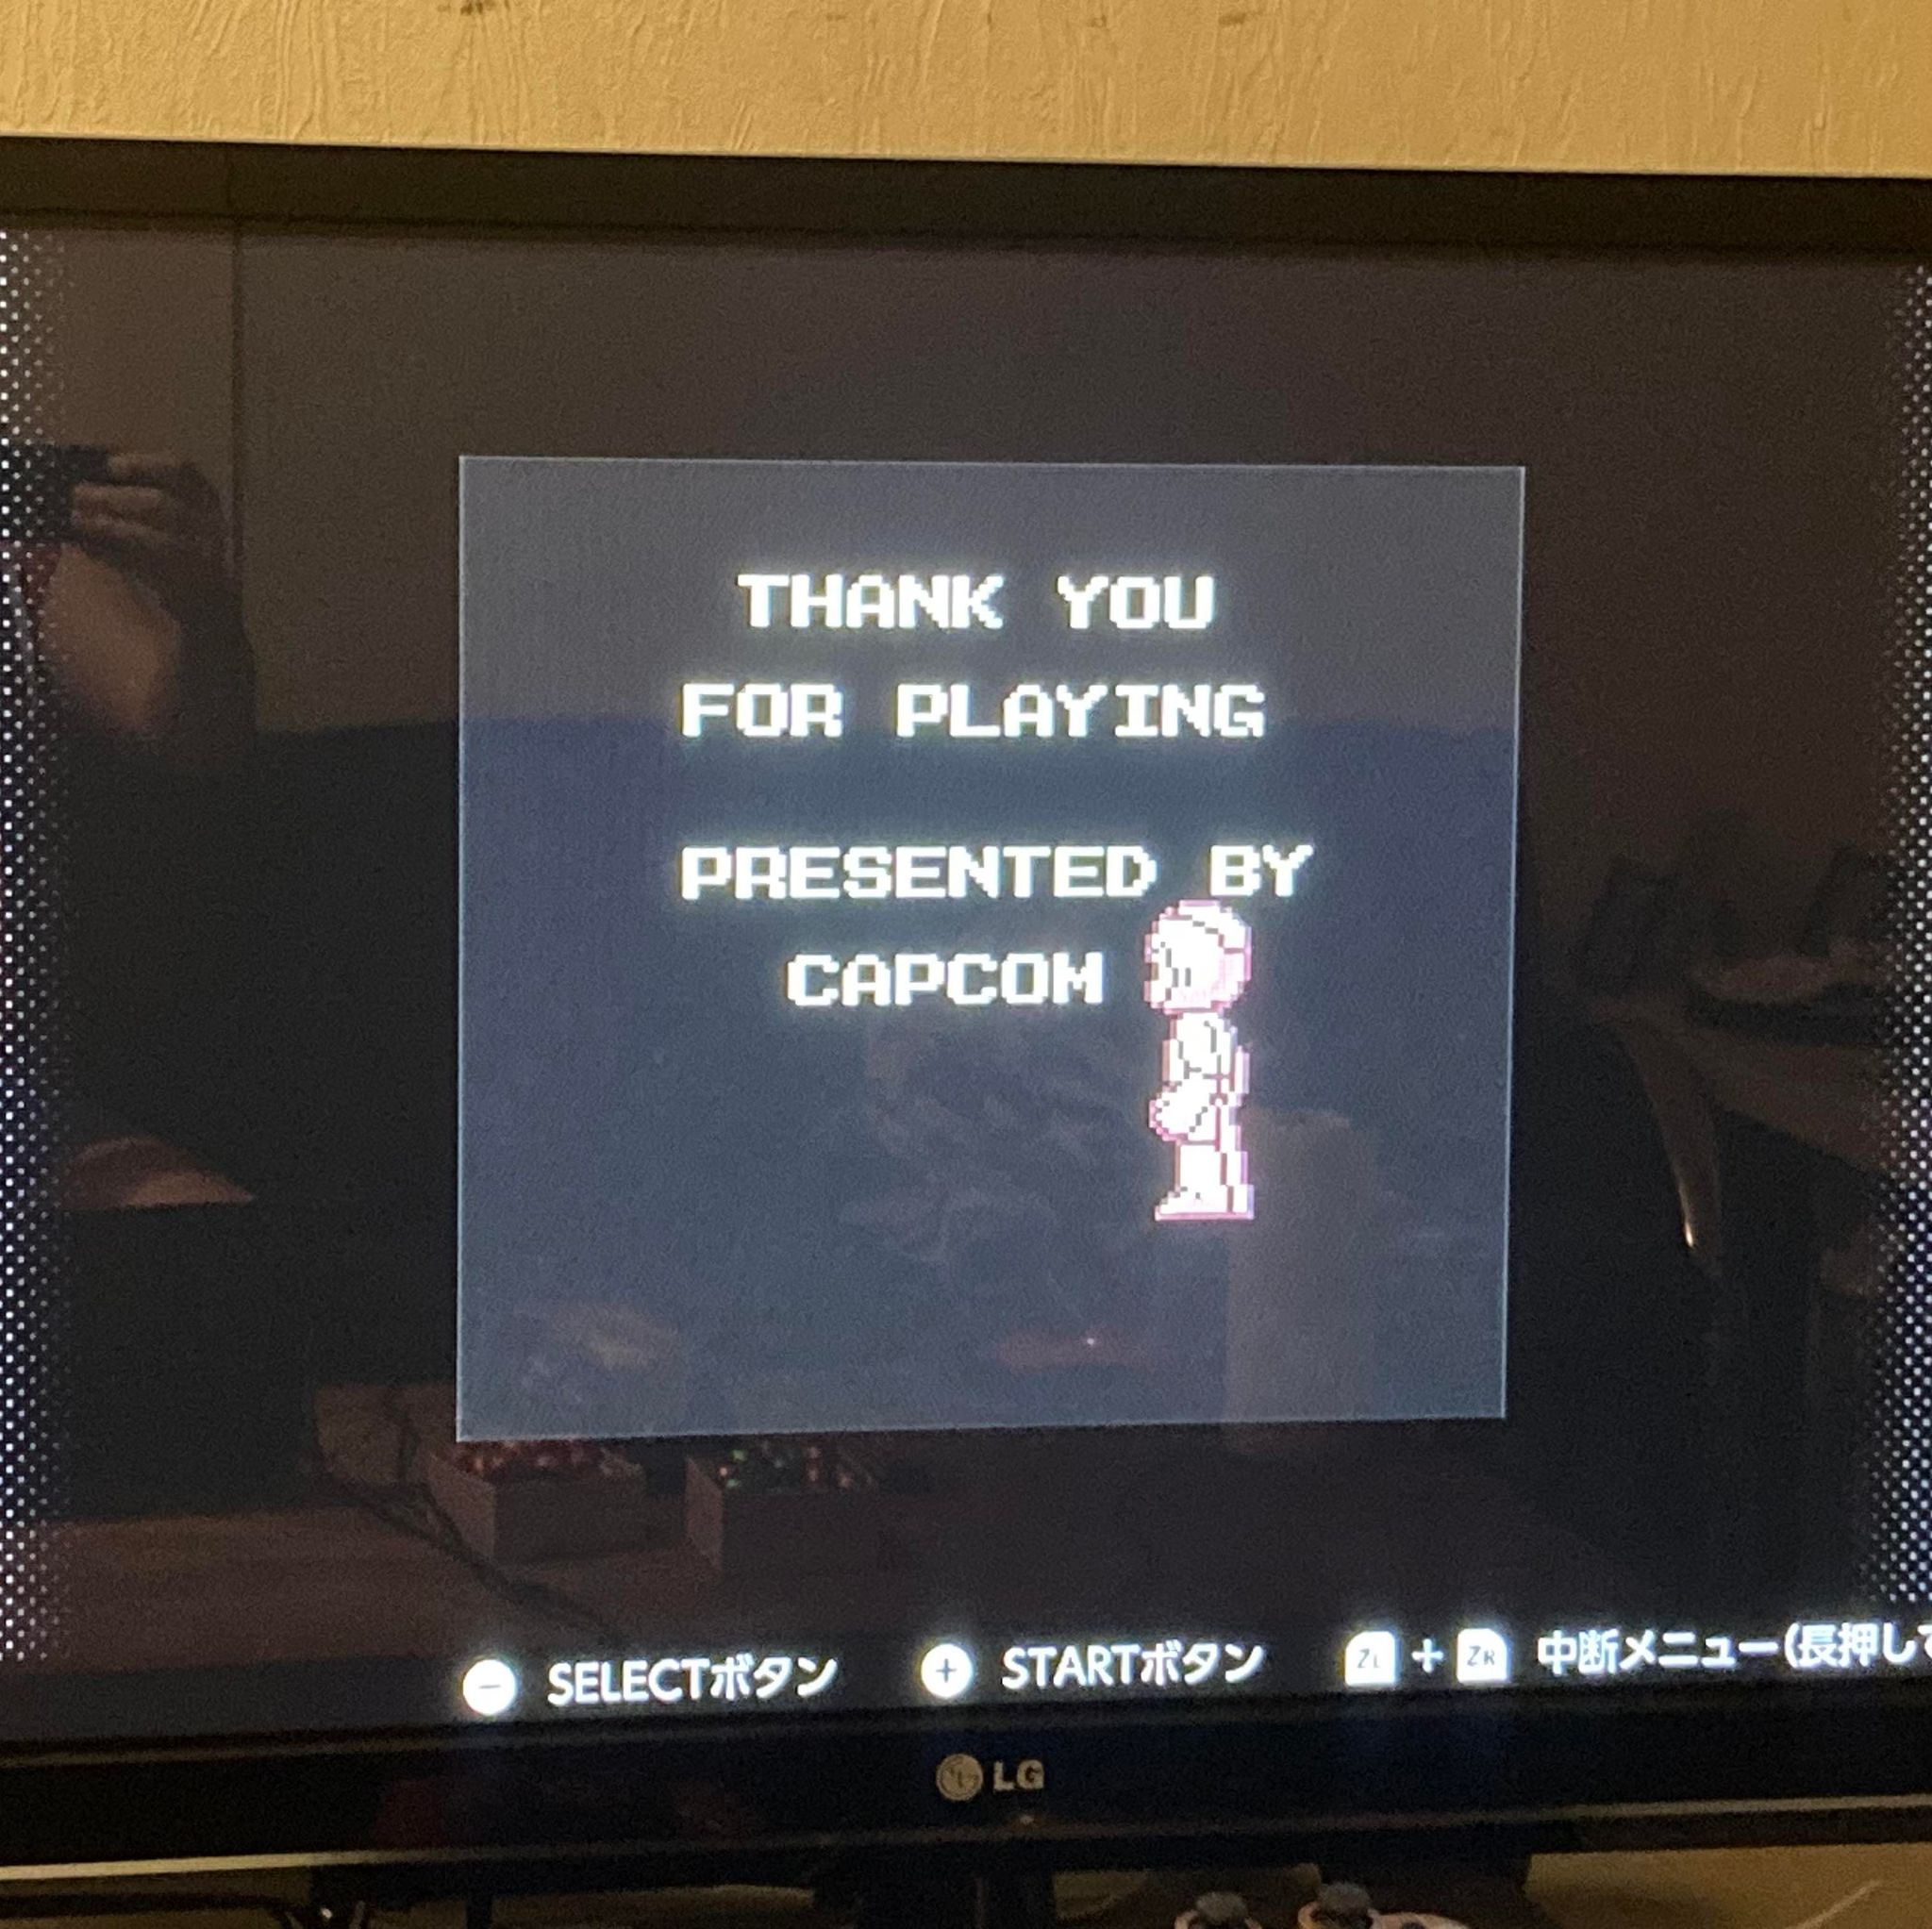 THANK YOU
FOR PLAYING
PRESENTED BY
CAPCOM
− SELECTボタン + STARTボタン ZL + ZR 中断メニュー(長押して
LG